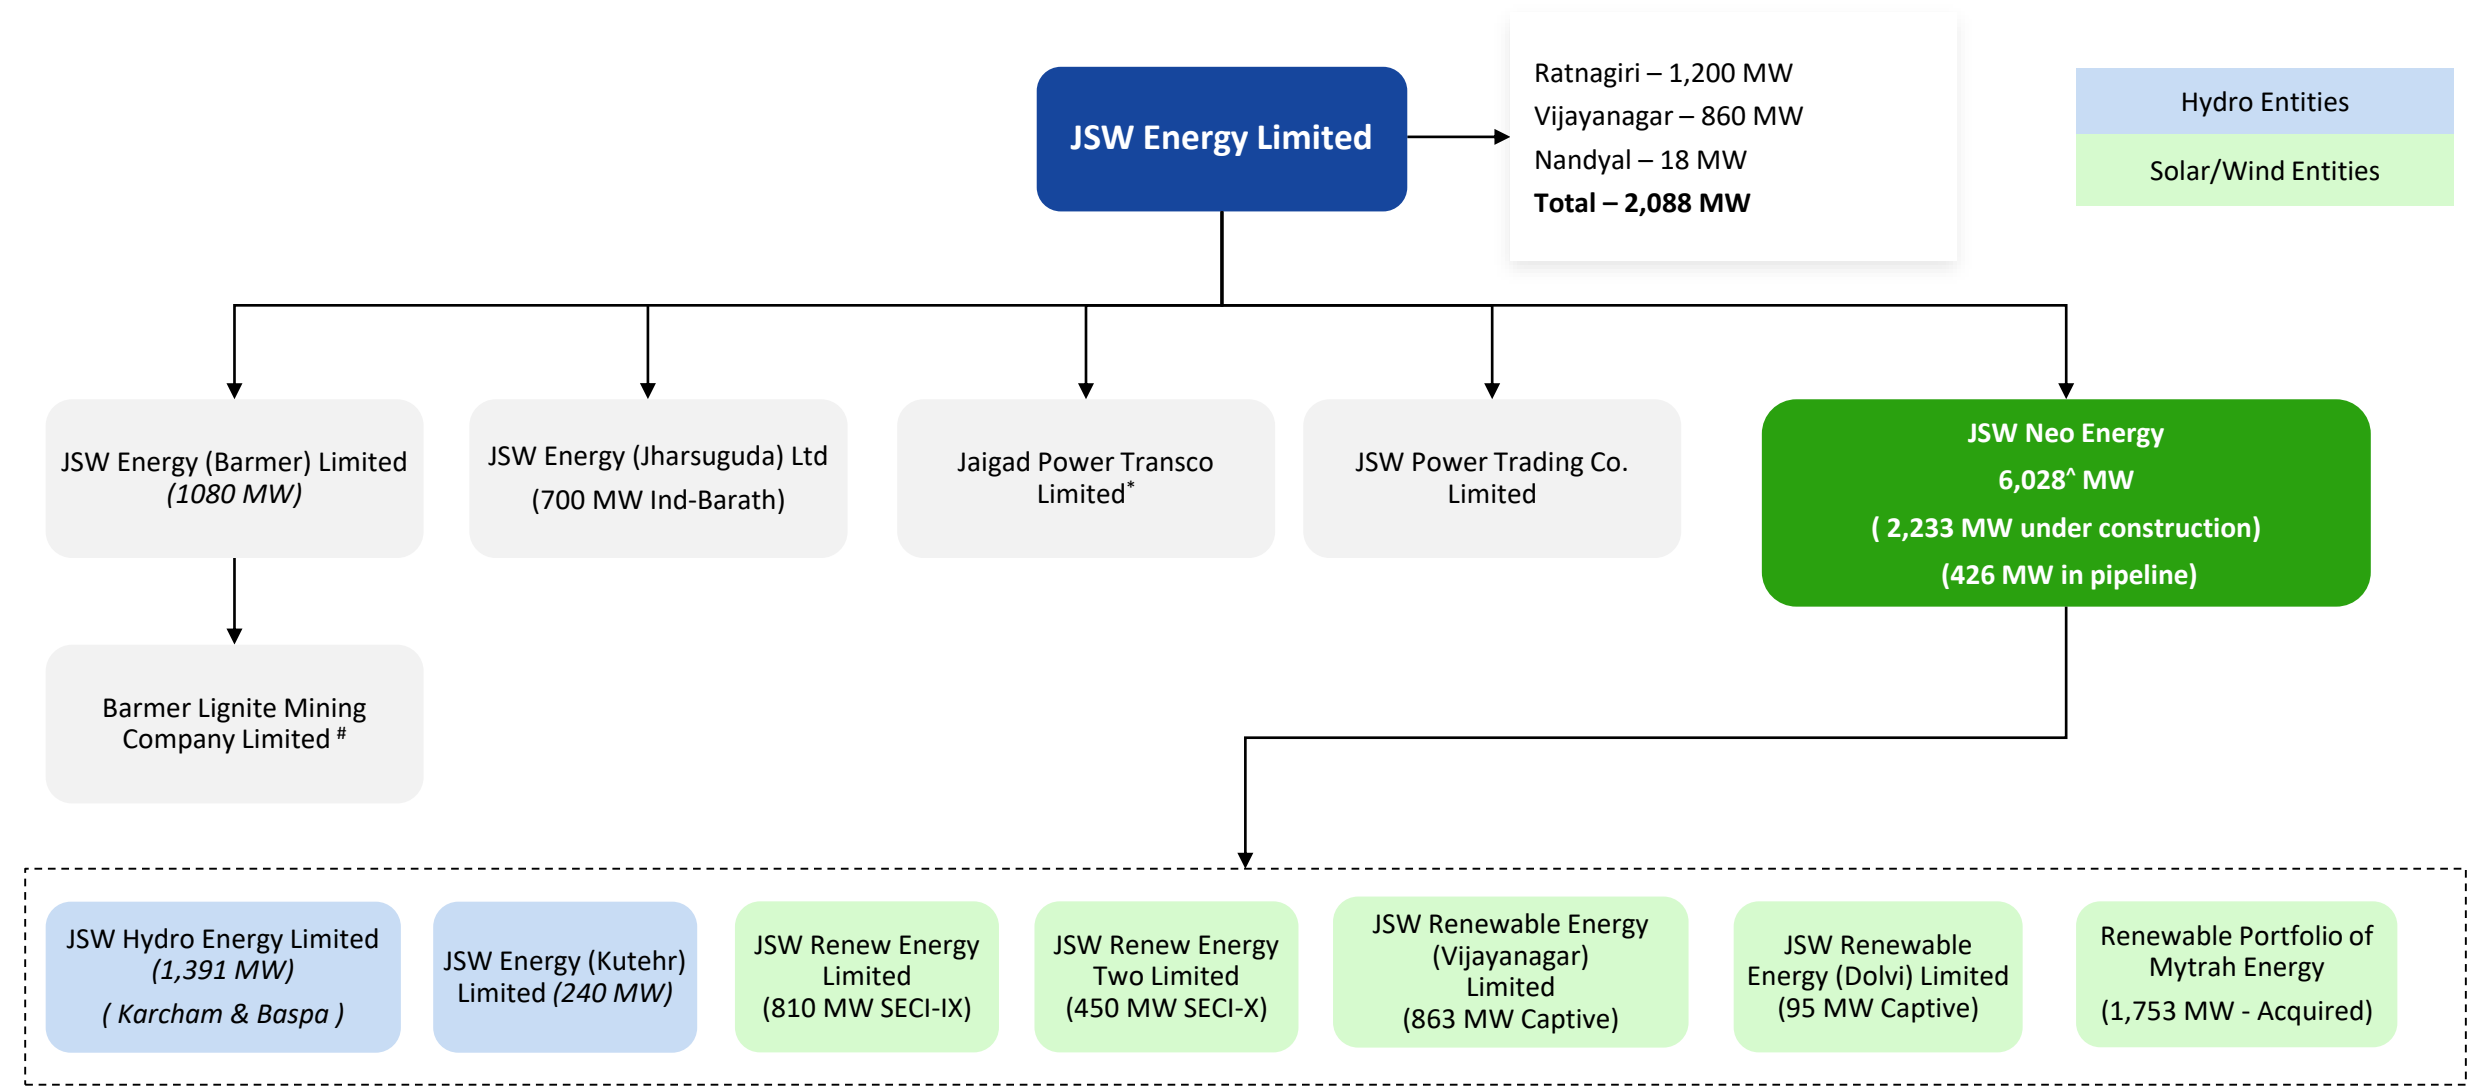 JSW Energy Limited
Ratnagiri – 1,200 MW
Vijayanagar – 860 MW
Nandyal – 18 MW
Total – 2,088 MW
Hydro Entities
Solar/Wind Entities
JSW Energy (Barmer) Limited
(1080 MW)
JSW Energy (Jharsuguda) Ltd
(700 MW Ind-Barath)
Jaigad Power Transco
Limited*
JSW Power Trading Co.
Limited
JSW Neo Energy
6,028^ MW
( 2,233 MW under construction)
(426 MW in pipeline)
Barmer Lignite Mining
Company Limited #
JSW Hydro Energy Limited
(1,391 MW)
( Karcham & Baspa )
JSW Energy (Kutehr)
Limited (240 MW)
JSW Renew Energy
Limited
(810 MW SECI-IX)
JSW Renew Energy
Two Limited
(450 MW SECI-X)
JSW Renewable Energy
(Vijayanagar)
Limited
(863 MW Captive)
JSW Renewable
Energy (Dolvi) Limited
(95 MW Captive)
Renewable Portfolio of
Mytrah Energy
(1,753 MW - Acquired)